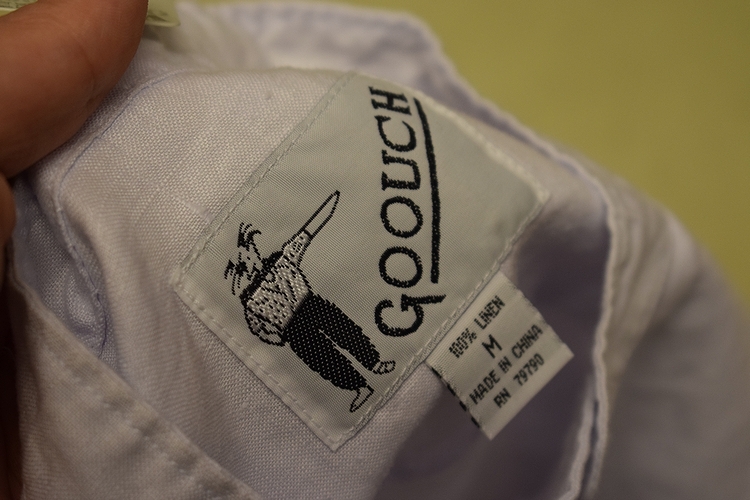 GOOUCH
100% LINEN
M
MADE IN CHINA
RN 79790